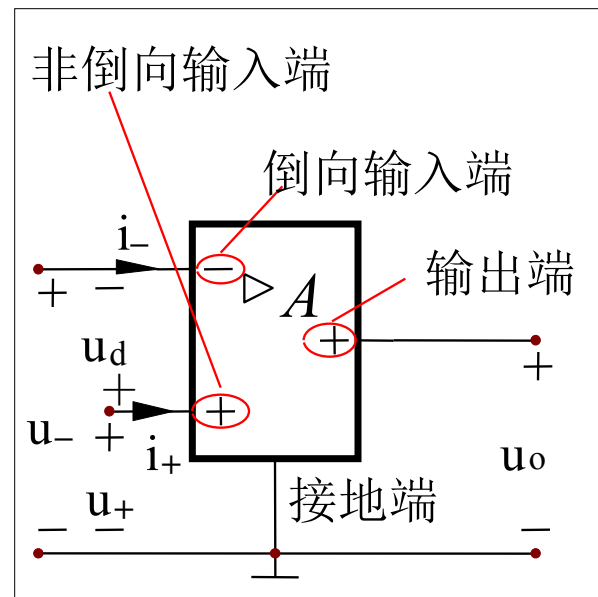 非倒向输入端
倒向输入端
i−
+ − − ▷ A
输出端
+
u_d
+
+ +
u− + i+
+
u_o
接地端
u+
− − −